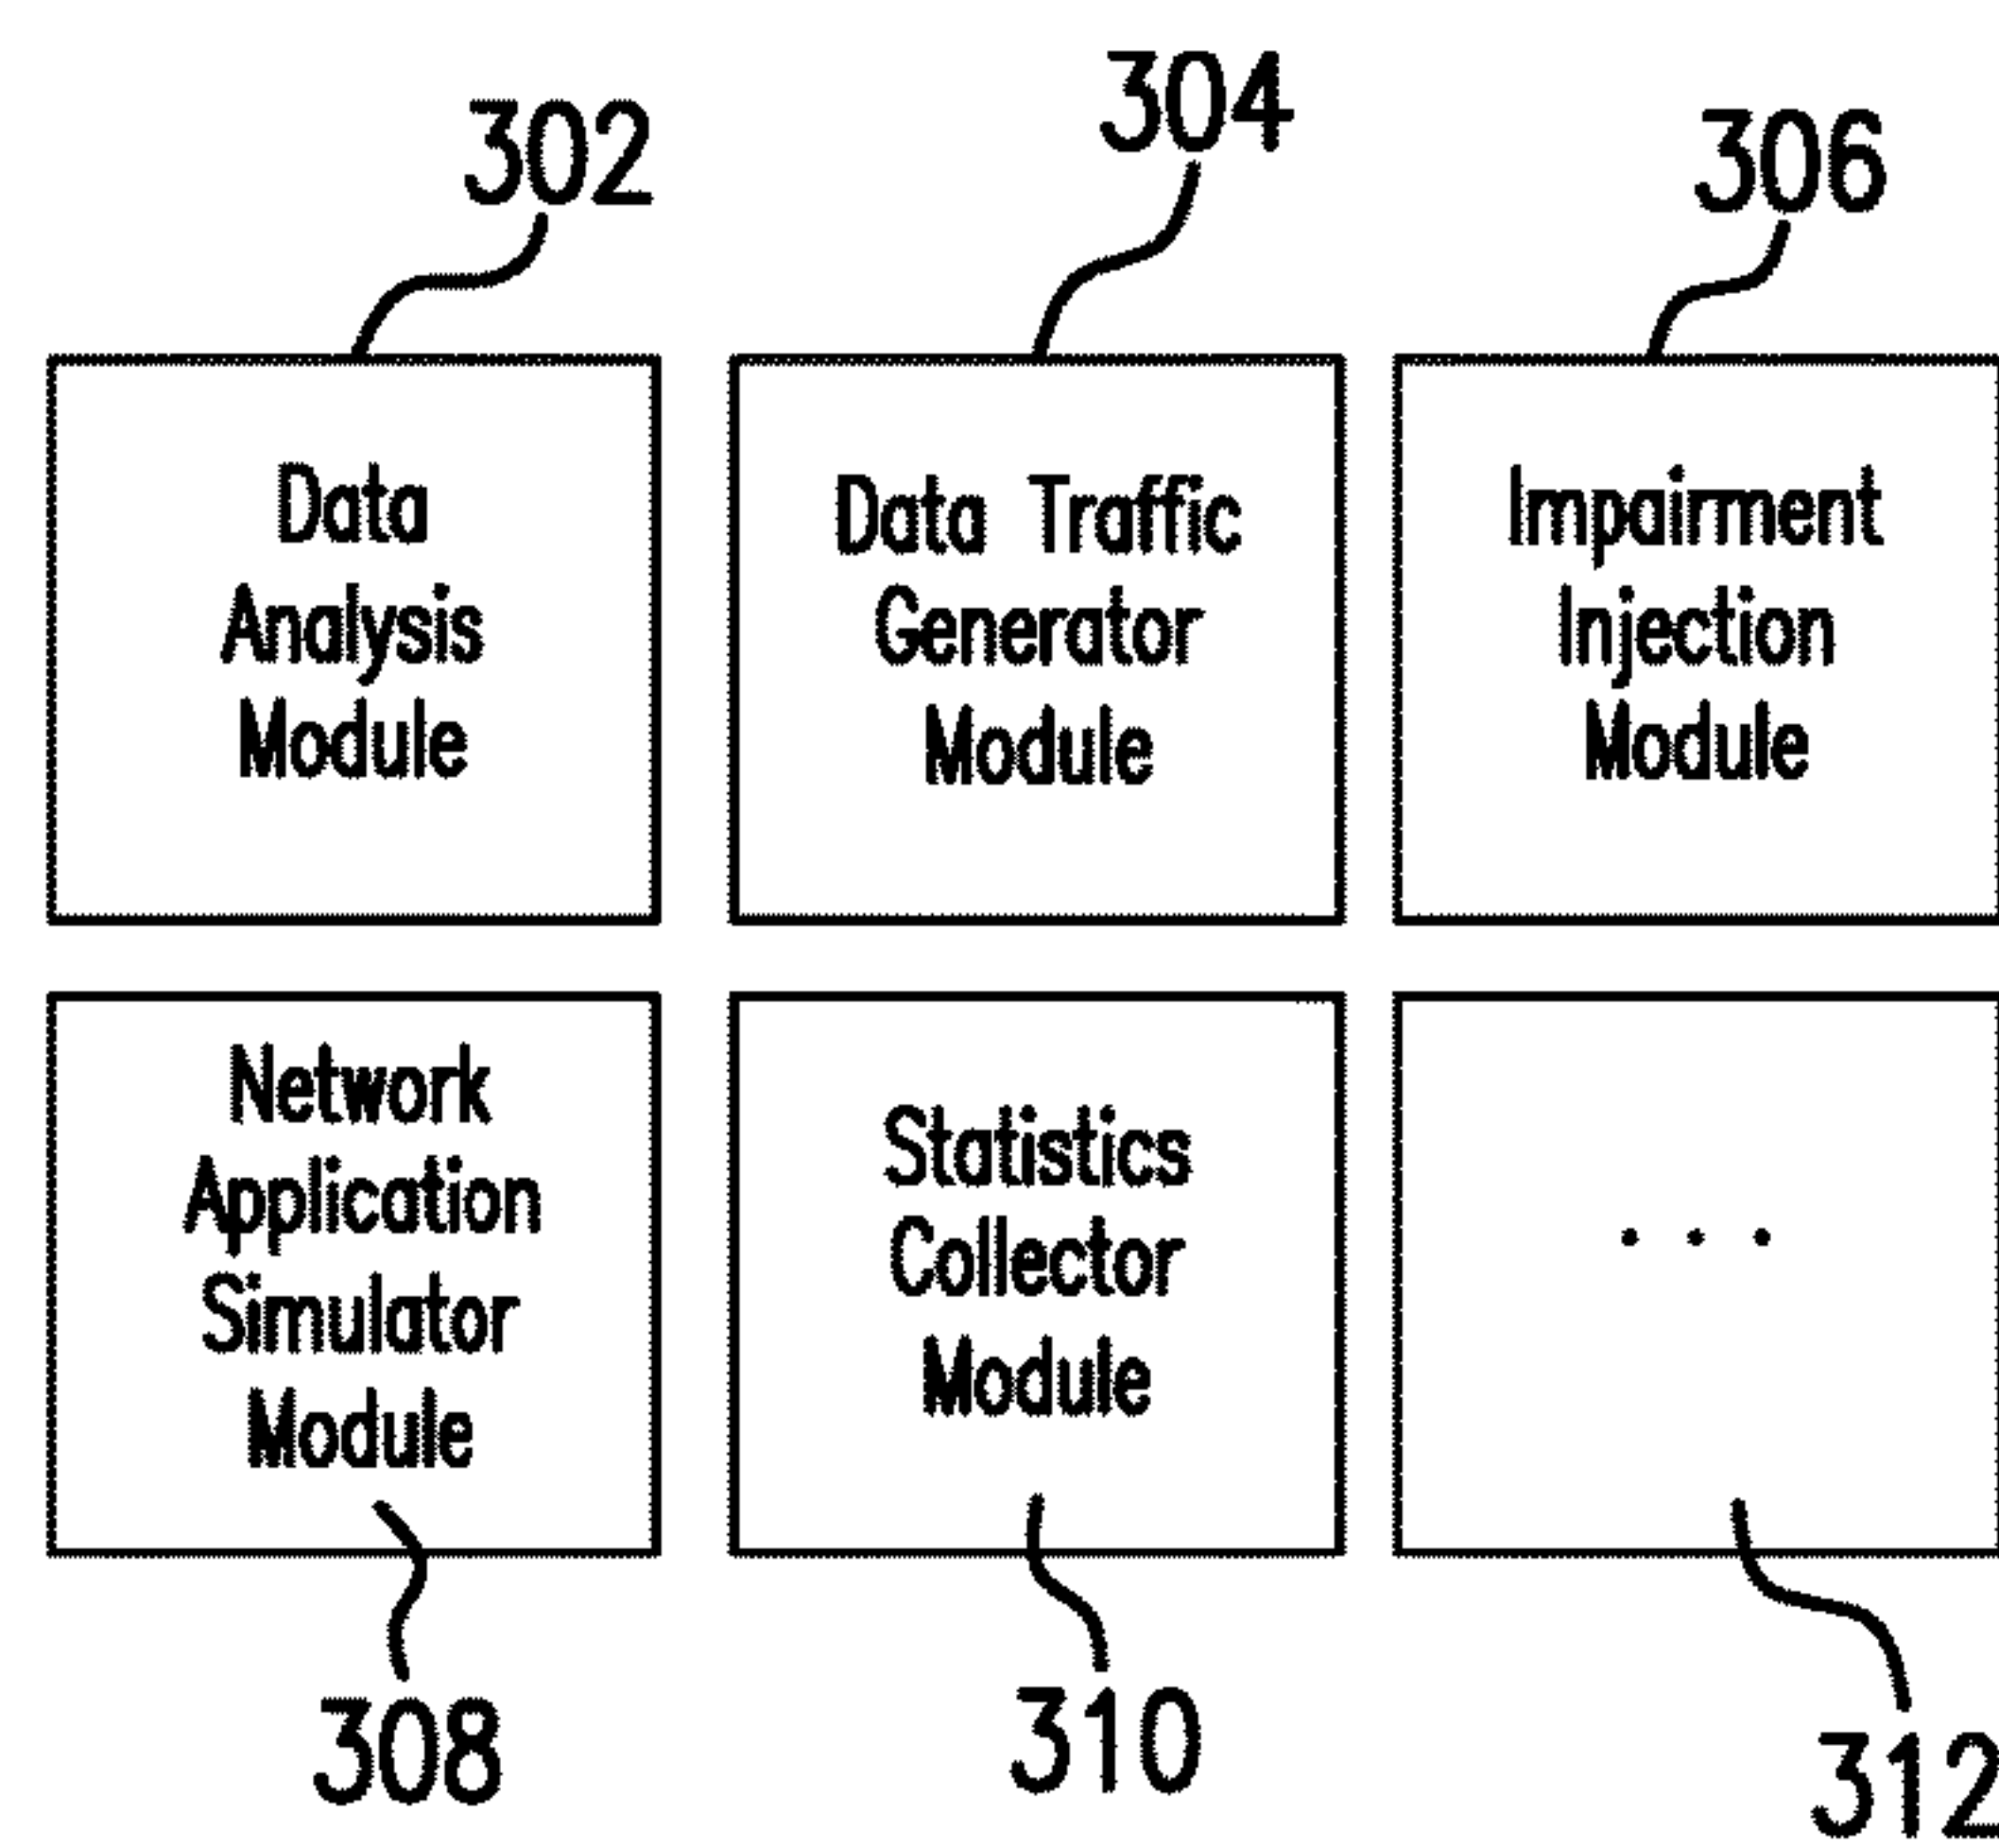 302
304
306
Data
Analysis
Module
Data Traffic
Generator
Module
Impairment
Injection
Module
Network
Application
Simulator
Module
Statistics
Collector
Module
. . .
308
310
312